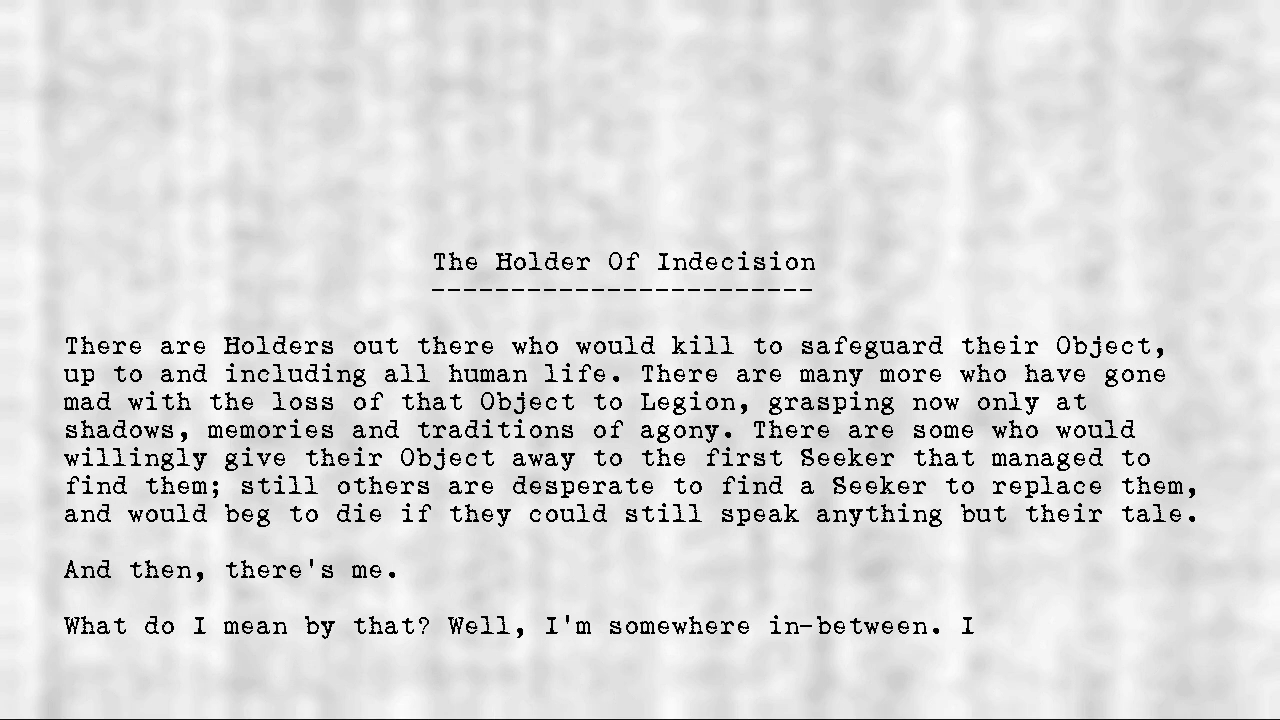 The Holder Of Indecision
------------------------
There are Holders out there who would kill to safeguard their Object,
up to and including all human life. There are many more who have gone
mad with the loss of that Object to Legion, grasping now only at
shadows, memories and traditions of agony. There are some who would
willingly give their Object away to the first Seeker that managed to
find them; still others are desperate to find a Seeker to replace them,
and would beg to die if they could still speak anything but their tale.
And then, there's me.
What do I mean by that? Well, I'm somewhere in-between. I